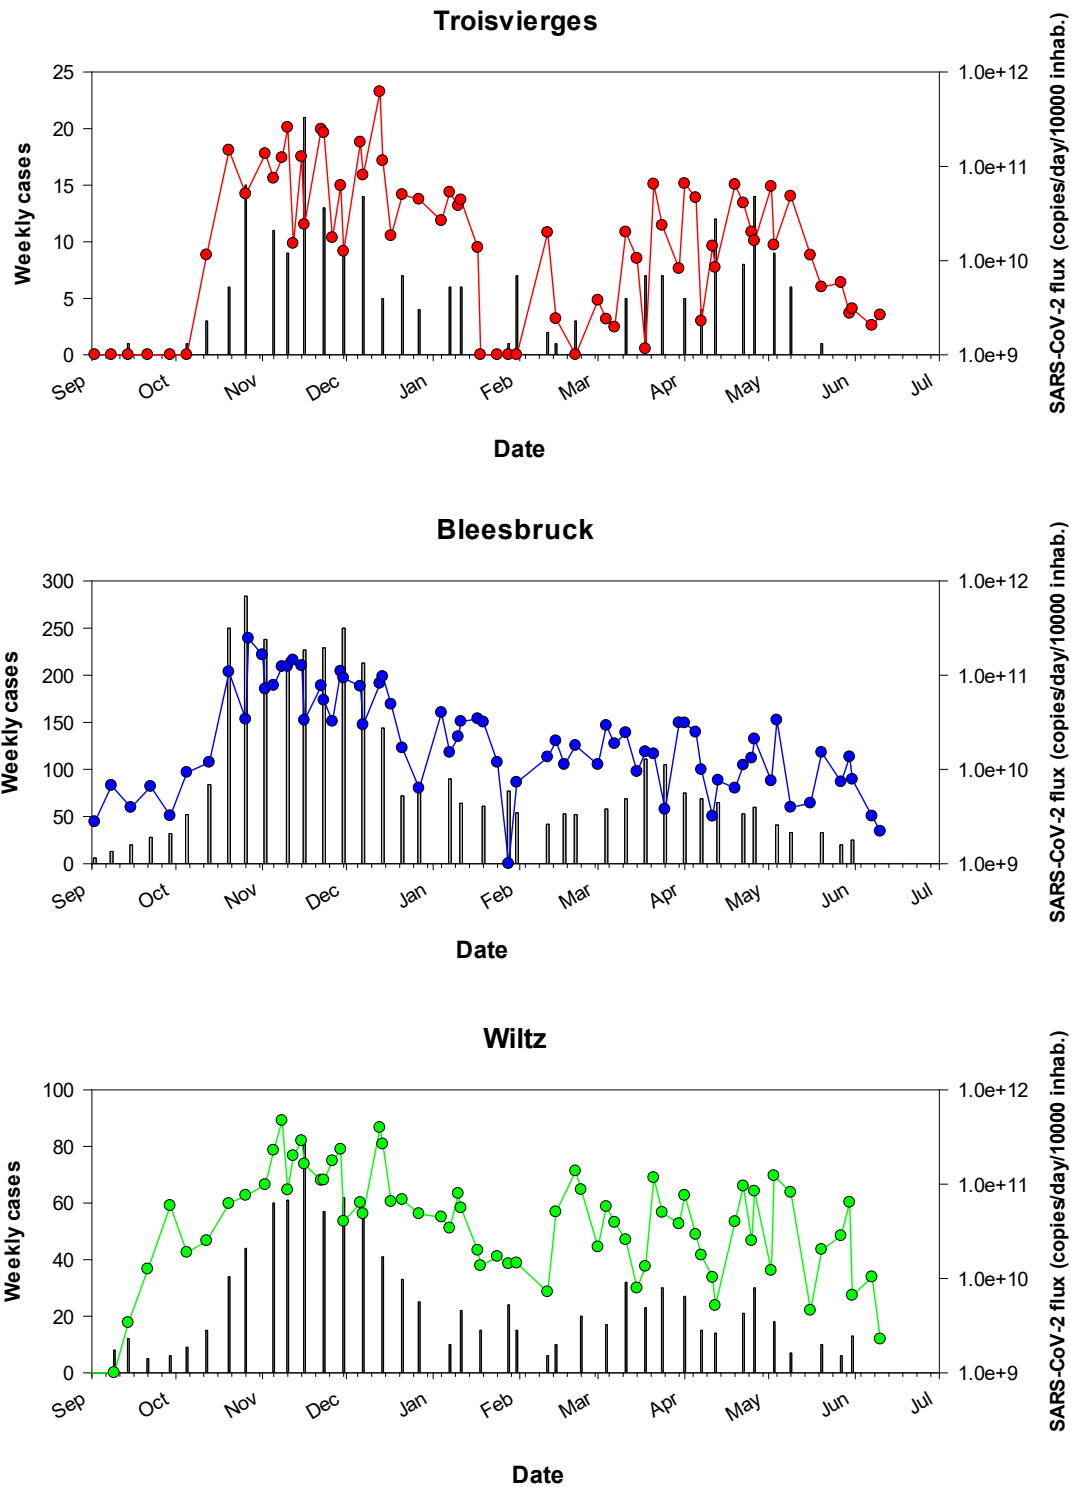 Troisvierges
Weekly cases
25
20
15
10
5
0
1.0e+12
1.0e+11
1.0e+10
1.0e+9
SARS-CoV-2 flux (copies/day/10000 inhab.)
Sep Oct Nov Dec Jan Feb Mar Apr May Jun Jul
Date
Bleesbruck
Weekly cases
300
250
200
150
100
50
0
1.0e+12
1.0e+11
1.0e+10
1.0e+9
SARS-CoV-2 flux (copies/day/10000 inhab.)
Sep Oct Nov Dec Jan Feb Mar Apr May Jun Jul
Date
Wiltz
Weekly cases
100
80
60
40
20
0
1.0e+12
1.0e+11
1.0e+10
1.0e+9
SARS-CoV-2 flux (copies/day/10000 inhab.)
Sep Oct Nov Dec Jan Feb Mar Apr May Jun Jul
Date